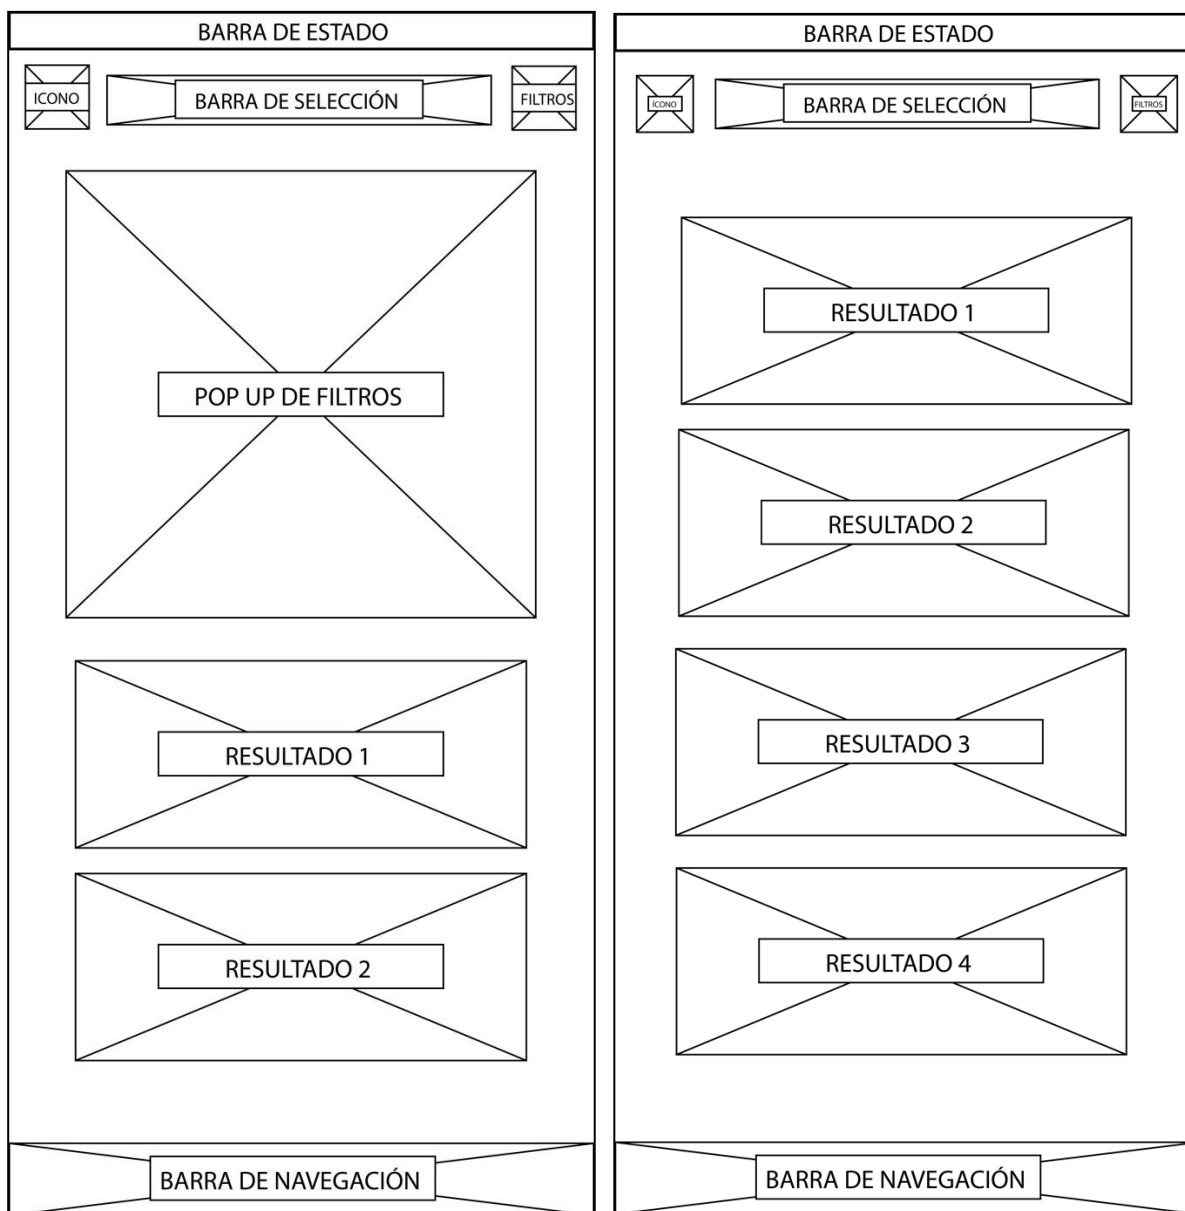 BARRA DE ESTADO
ICONO
BARRA DE SELECCIÓN
FILTROS
POP UP DE FILTROS
RESULTADO 1
RESULTADO 2
BARRA DE NAVEGACIÓN
BARRA DE ESTADO
ÍCONO
BARRA DE SELECCIÓN
FILTROS
RESULTADO 1
RESULTADO 2
RESULTADO 3
RESULTADO 4
BARRA DE NAVEGACIÓN